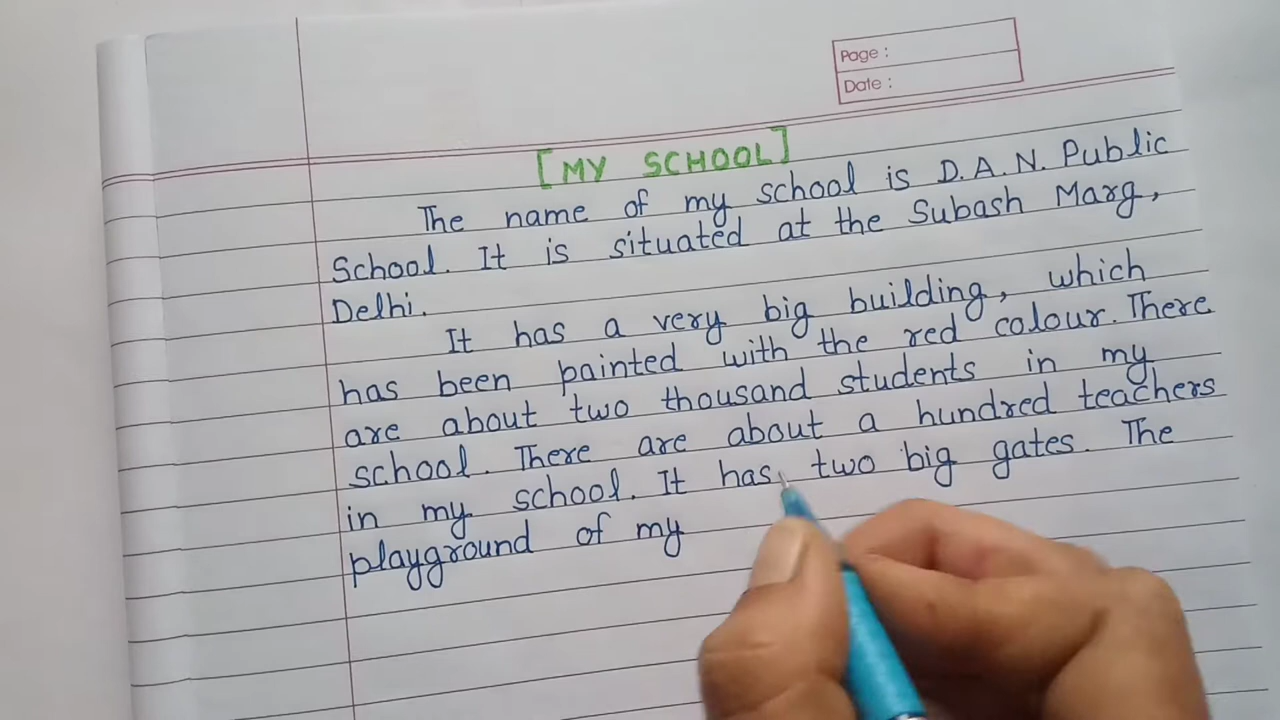 Page :
Date :
[MY SCHOOL]
The name of my school is D.A.N. Public
School. It is situated at the Subash Marg,
Delhi.
It has a very big building, which
has been painted with the red colour. There
are about two thousand students in my
school. There are about a hundred teachers
in my school. It has two big gates. The
playground of my